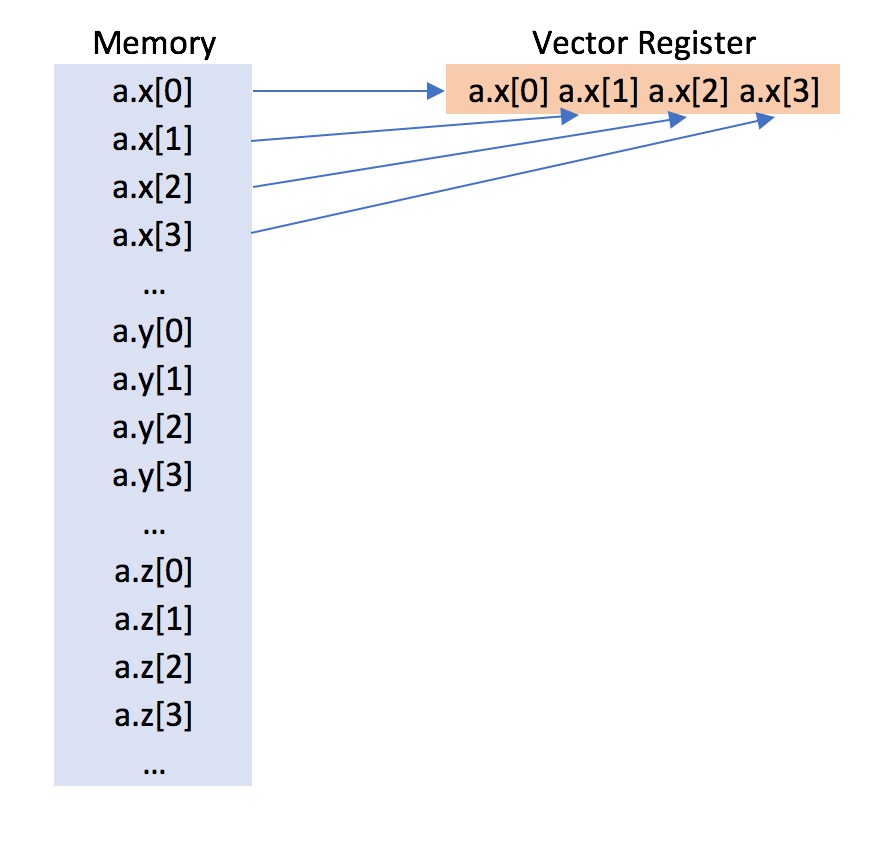 Memory
Vector Register
a.x[0]
a.x[0] a.x[1] a.x[2] a.x[3]
a.x[1]
a.x[2]
a.x[3]
...
a.y[0]
a.y[1]
a.y[2]
a.y[3]
...
a.z[0]
a.z[1]
a.z[2]
a.z[3]
...